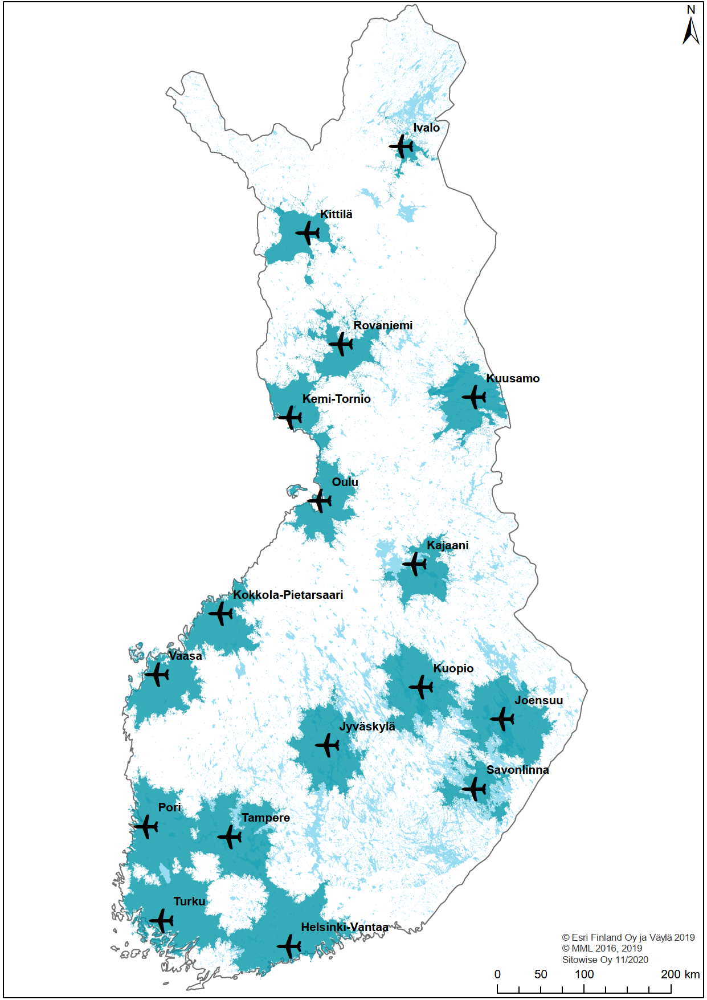 N
Ivalo
Kittilä
Rovaniemi
Kuusamo
Kemi-Tornio
Oulu
Kajaani
Kokkola-Pietarsaari
Vaasa
Kuopio
Joensuu
Jyväskylä
Savonlinna
Pori
Tampere
Turku
Helsinki-Vantaa
© Esri Finland Oy ja Väylä 2019
© MML 2016, 2019
Sitowise Oy 11/2020
0 50 100 200 km